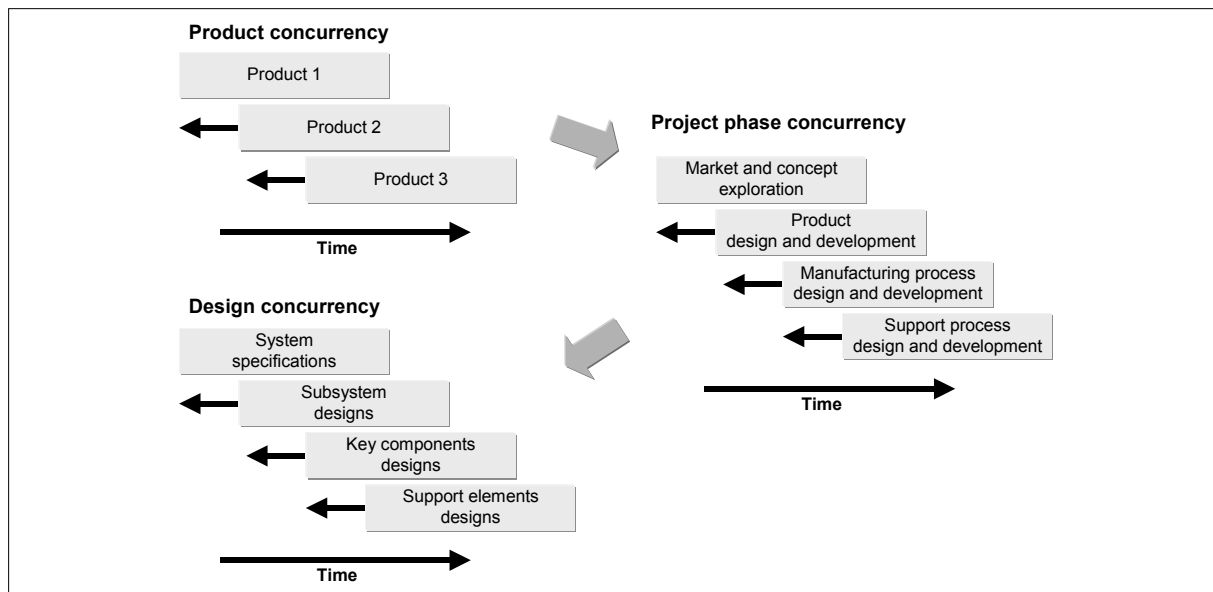 Product concurrency
Product 1
Product 2
Product 3
Time
Project phase concurrency
Market and concept
exploration
Product
design and development
Manufacturing process
design and development
Support process
design and development
Time
Design concurrency
System
specifications
Subsystem
designs
Key components
designs
Support elements
designs
Time